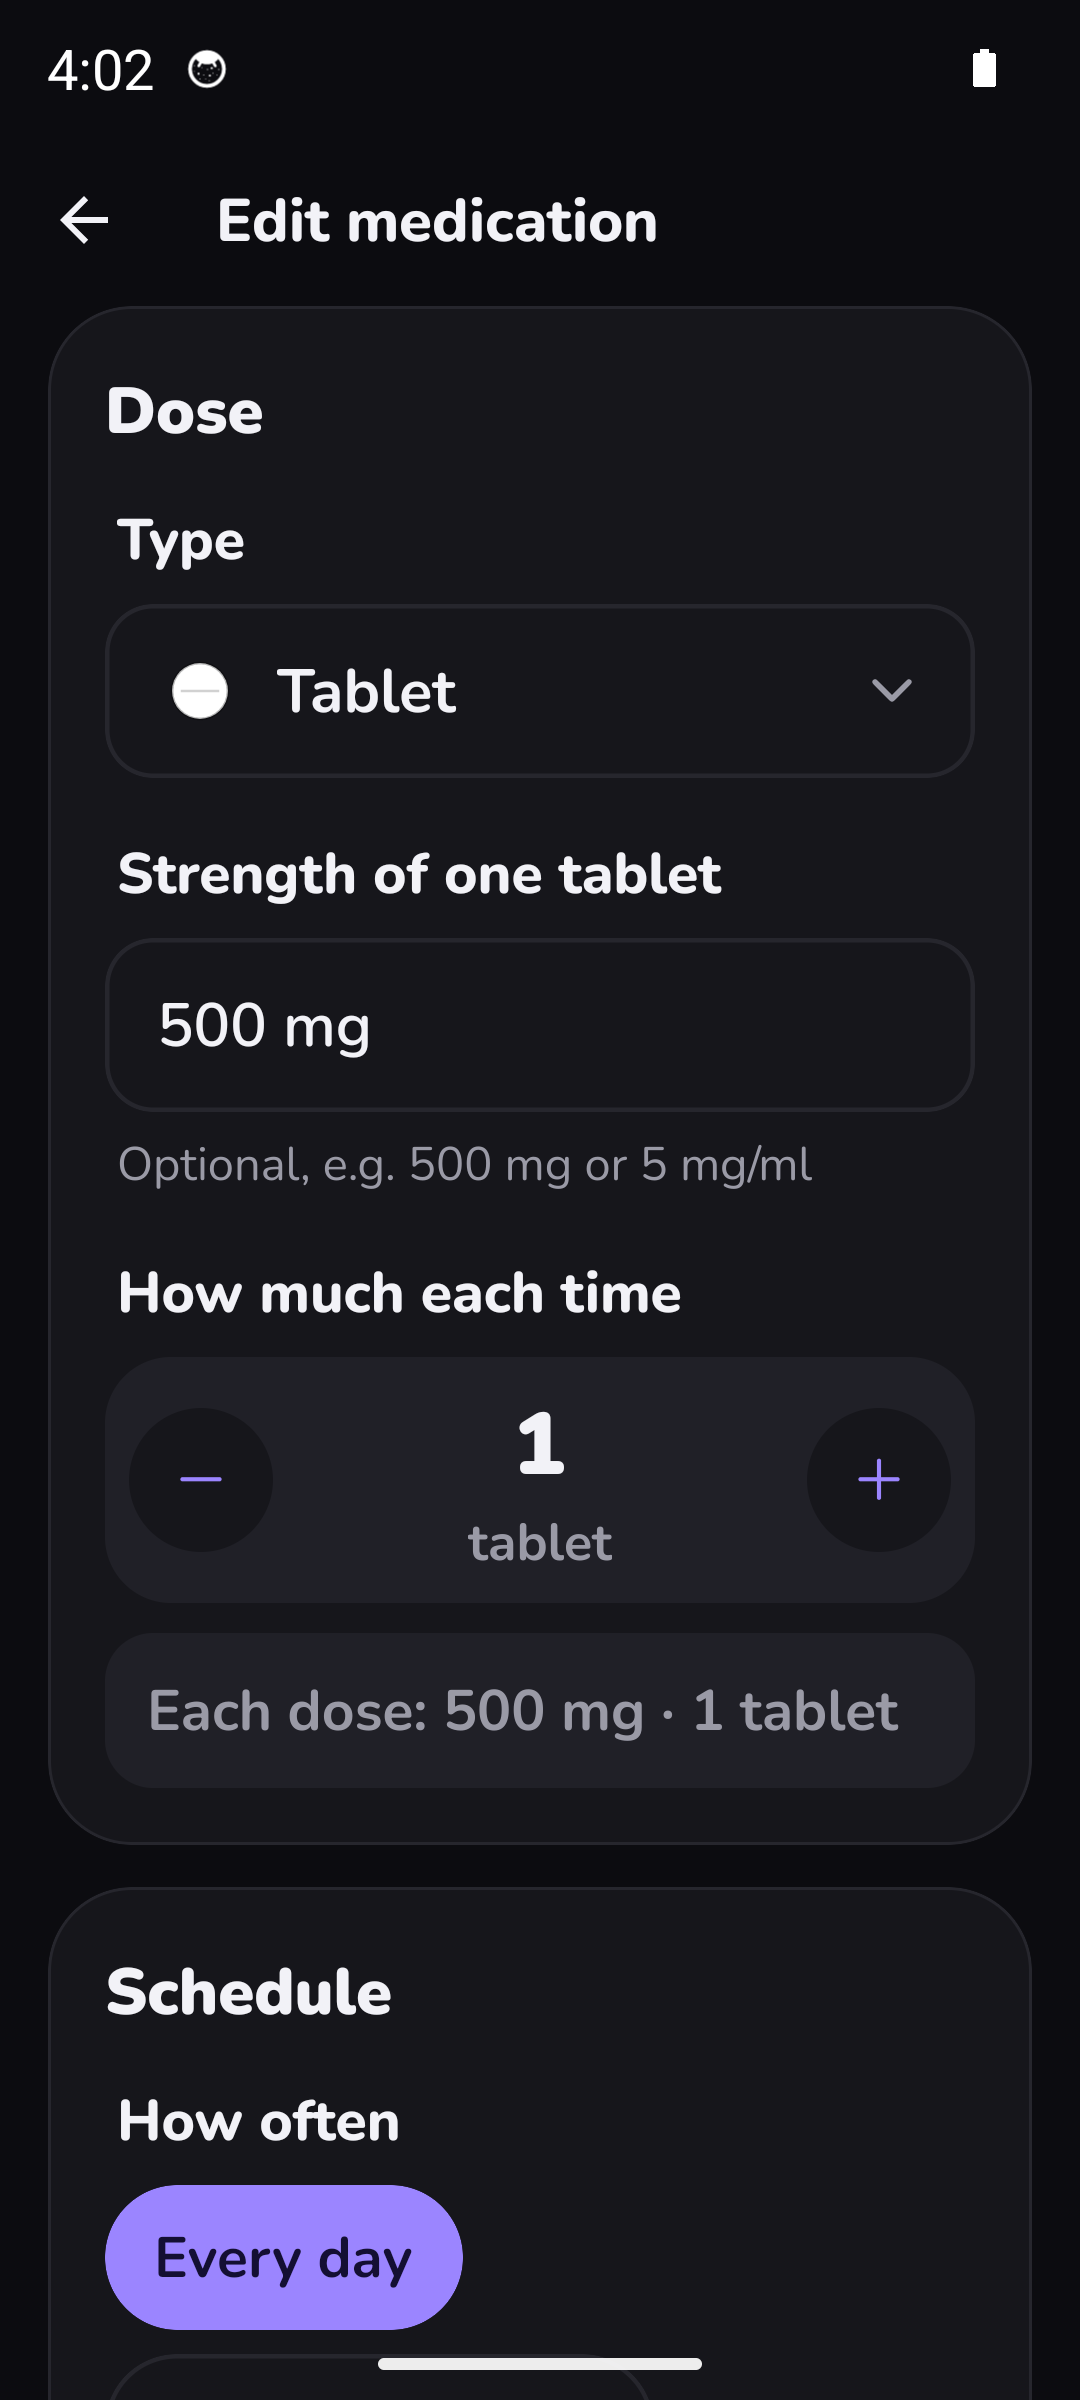 4:02
Edit medication
Dose
Type
Tablet
Strength of one tablet
500 mg
Optional, e.g. 500 mg or 5 mg/ml
How much each time
1
tablet
Each dose: 500 mg · 1 tablet
Schedule
How often
Every day